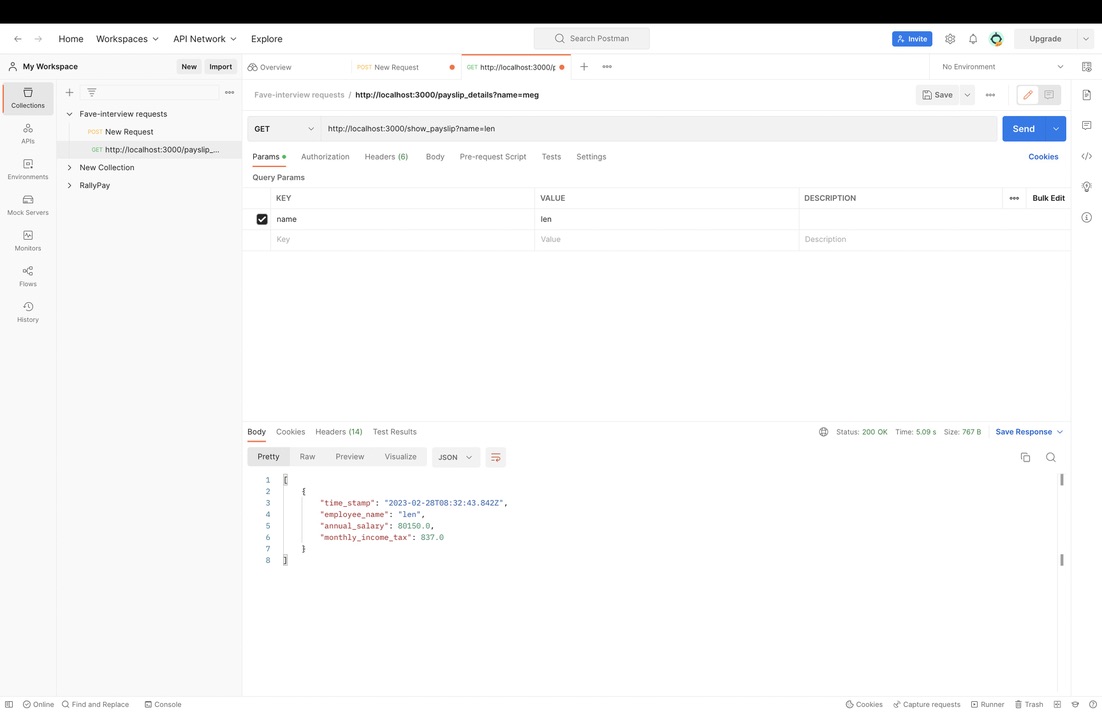 Home Workspaces API Network Explore Search Postman Invite Upgrade
My Workspace New Import Overview POST New Request GET http://localhost:3000/p No Environment
Collections
APIs
Environments
Mock Servers
Monitors
Flows
History
Fave-interview requests
POST New Request
GET http://localhost:3000/payslip_...
New Collection
RallyPay
Fave-interview requests / http://localhost:3000/payslip_details?name=meg Save
GET http://localhost:3000/show_payslip?name=len Send
Params Authorization Headers (6) Body Pre-request Script Tests Settings Cookies
Query Params
KEY VALUE DESCRIPTION Bulk Edit
name len
Key Value Description
Body Cookies Headers (14) Test Results Status: 200 OK Time: 5.09 s Size: 767 B Save Response
Pretty Raw Preview Visualize JSON
1 [
2 {
3 "time_stamp": "2023-02-28T08:32:43.842Z",
4 "employee_name": "len",
5 "annual_salary": 80150.0,
6 "monthly_income_tax": 837.0
7 }
8 ]
Online Find and Replace Console Cookies Capture requests Runner Trash